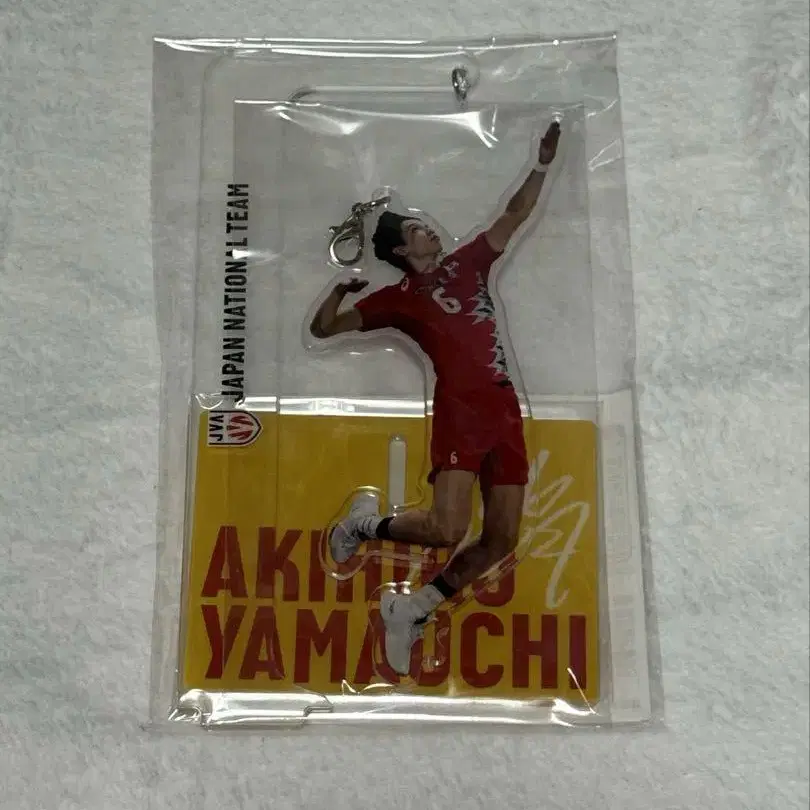 JAPAN NATIONAL TEAM
JVA
6
6
AKIHIRO
YAMAUCHI